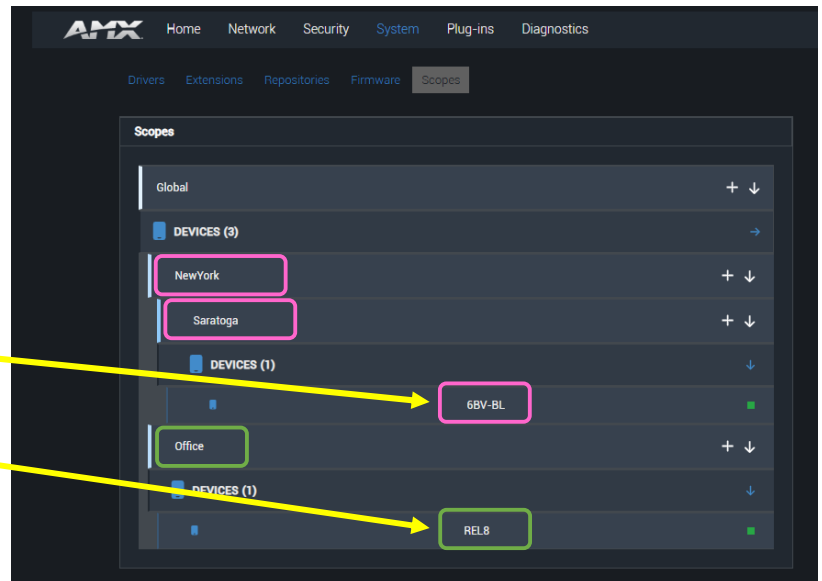 AMX Home Network Security System Plug-ins Diagnostics
Drivers Extensions Repositories Firmware Scopes
Scopes
Global
DEVICES (3)
NewYork
Saratoga
DEVICES (1)
6BV-BL
Office
DEVICES (1)
REL8